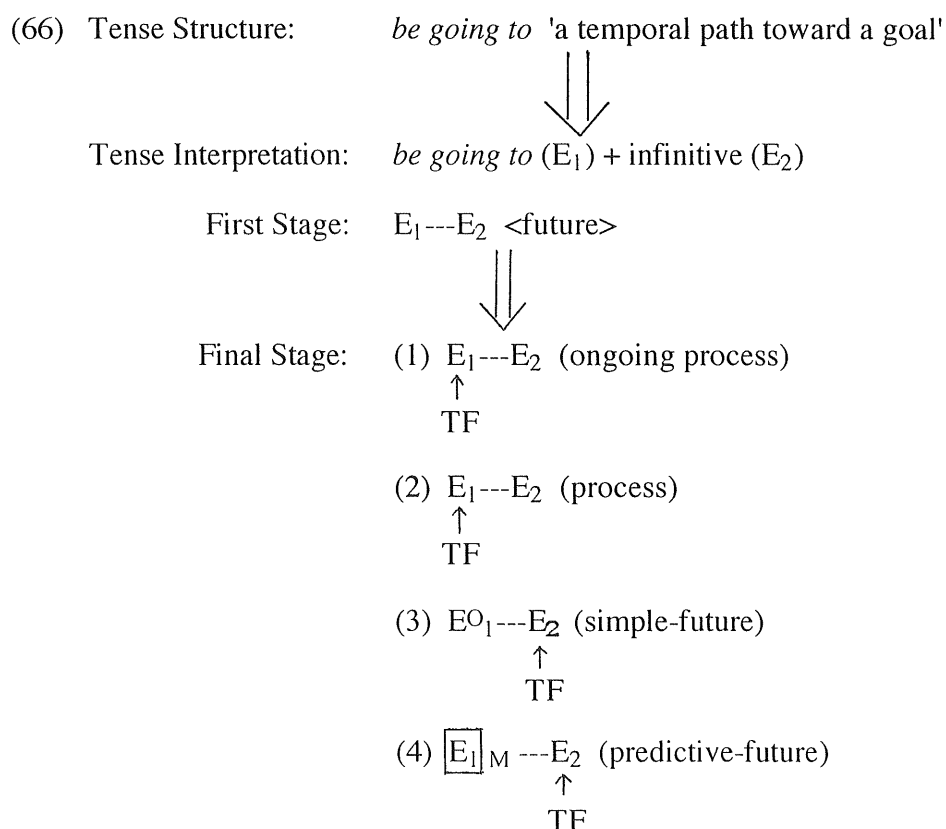 (66) Tense Structure: be going to 'a temporal path toward a goal'
Tense Interpretation: be going to (E₁) + infinitive (E₂)
First Stage: E₁---E₂ <future>
Final Stage: (1) E₁---E₂ (ongoing process)
↑
TF
(2) E₁---E₂ (process)
↑
TF
(3) E⁰₁---E₂ (simple-future)
↑
TF
(4) E₁ M ---E₂ (predictive-future)
↑
TF